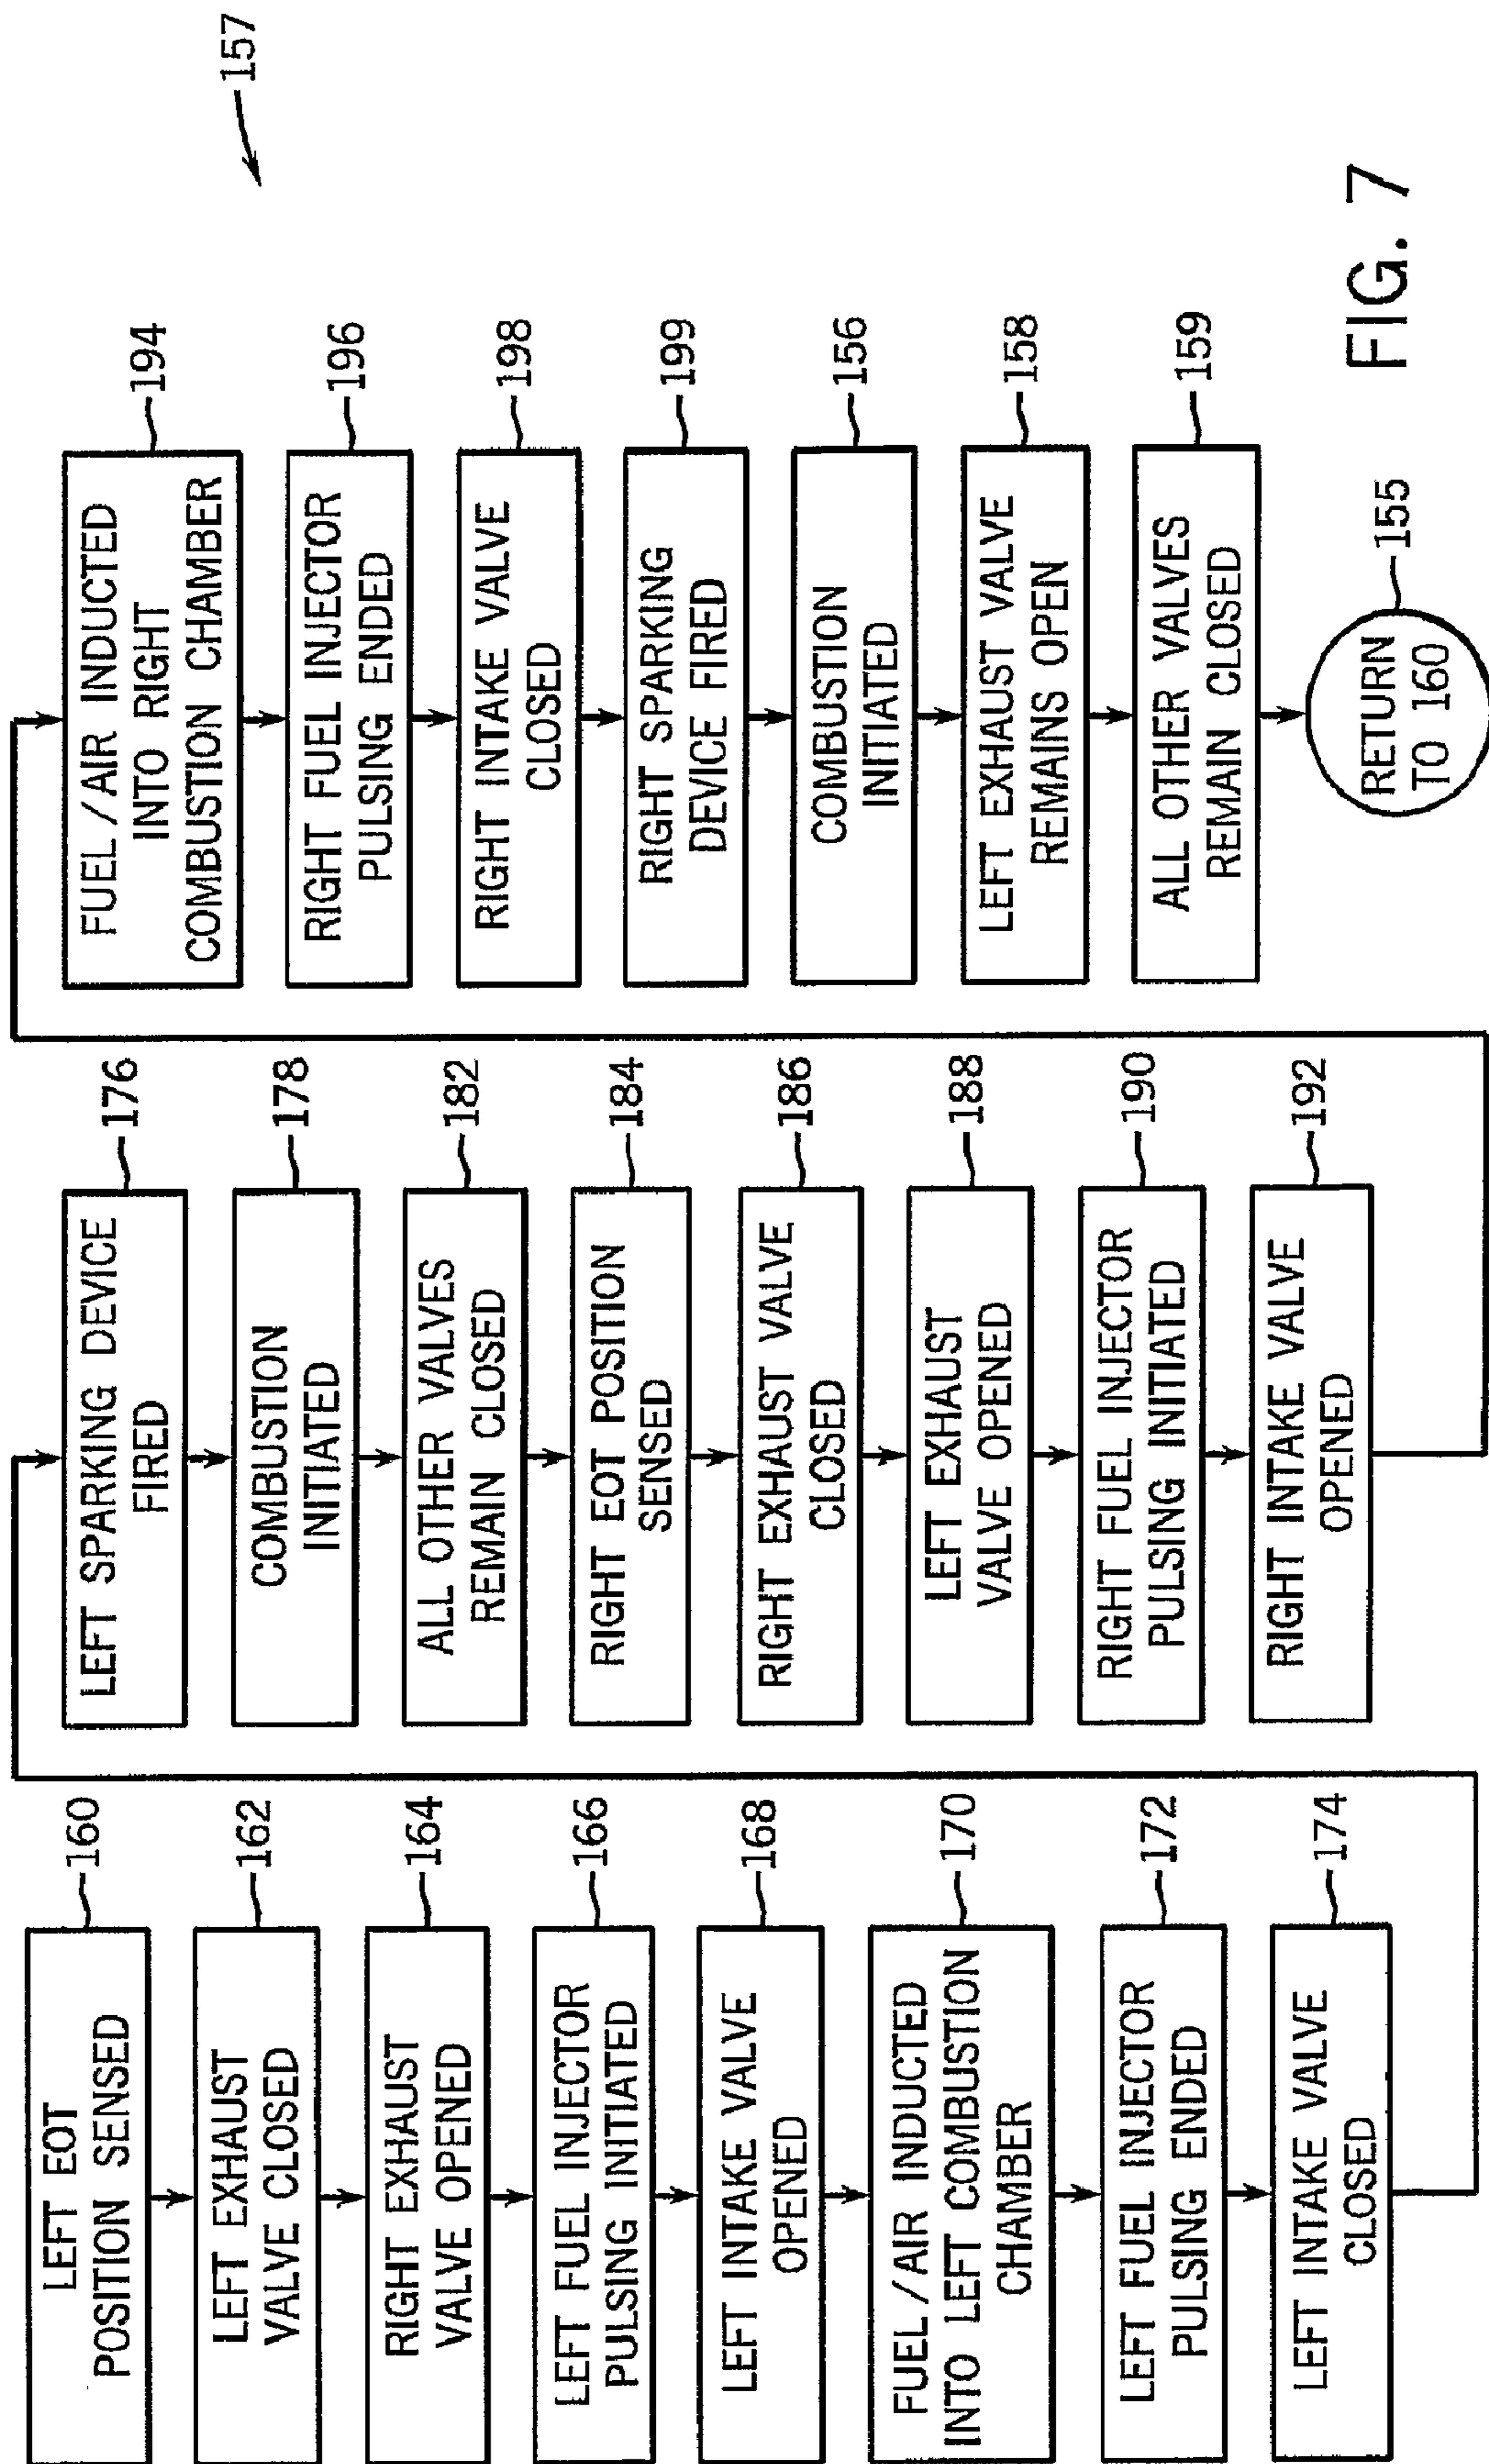 LEFT EOT
POSITION SENSED
160
LEFT EXHAUST
VALVE CLOSED
162
RIGHT EXHAUST
VALVE OPENED
164
LEFT FUEL INJECTOR
PULSING INITIATED
166
LEFT INTAKE VALVE
OPENED
168
FUEL/AIR INDUCTED
INTO LEFT COMBUSTION
CHAMBER
170
LEFT FUEL INJECTOR
PULSING ENDED
172
LEFT INTAKE VALVE
CLOSED
174
LEFT SPARKING DEVICE
FIRED
176
COMBUSTION
INITIATED
178
ALL OTHER VALVES
REMAIN CLOSED
182
RIGHT EOT POSITION
SENSED
184
RIGHT EXHAUST VALVE
CLOSED
186
LEFT EXHAUST
VALVE OPENED
188
RIGHT FUEL INJECTOR
PULSING INITIATED
190
RIGHT INTAKE VALVE
OPENED
192
FUEL/AIR INDUCTED
INTO RIGHT
COMBUSTION CHAMBER
194
RIGHT FUEL INJECTOR
PULSING ENDED
196
RIGHT INTAKE VALVE
CLOSED
198
RIGHT SPARKING
DEVICE FIRED
199
COMBUSTION
INITIATED
156
LEFT EXHAUST VALVE
REMAINS OPEN
158
ALL OTHER VALVES
REMAIN CLOSED
159
RETURN
TO 160
155
157
FIG. 7